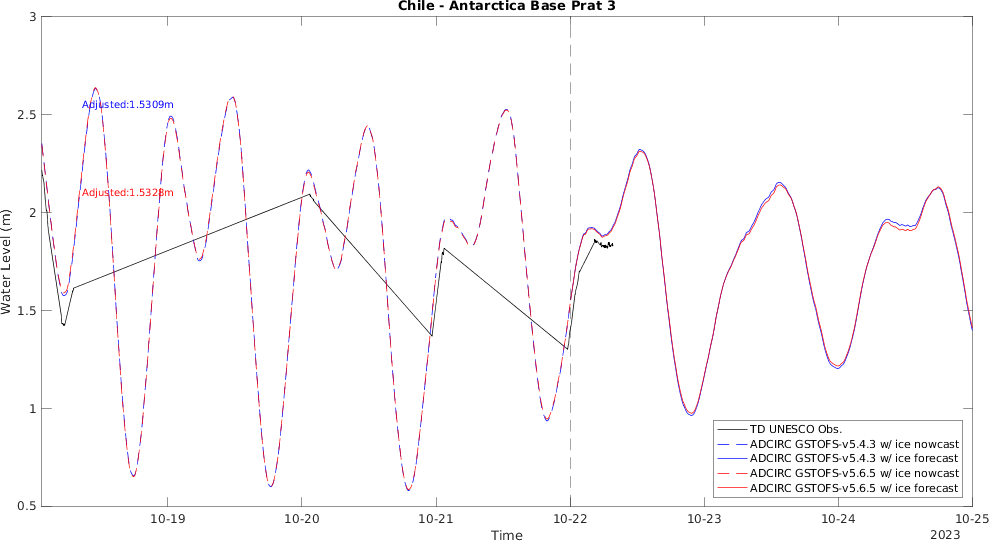 Chile - Antarctica Base Prat 3
3
2.5
2
1.5
1
0.5
Water Level (m)
Adjusted:1.5309m
Adjusted:1.5328m
TD UNESCO Obs.
ADCIRC GSTOFS-v5.4.3 w/ ice nowcast
ADCIRC GSTOFS-v5.4.3 w/ ice forecast
ADCIRC GSTOFS-v5.6.5 w/ ice nowcast
ADCIRC GSTOFS-v5.6.5 w/ ice forecast
10-19 10-20 10-21 10-22 10-23 10-24 10-25
Time
2023